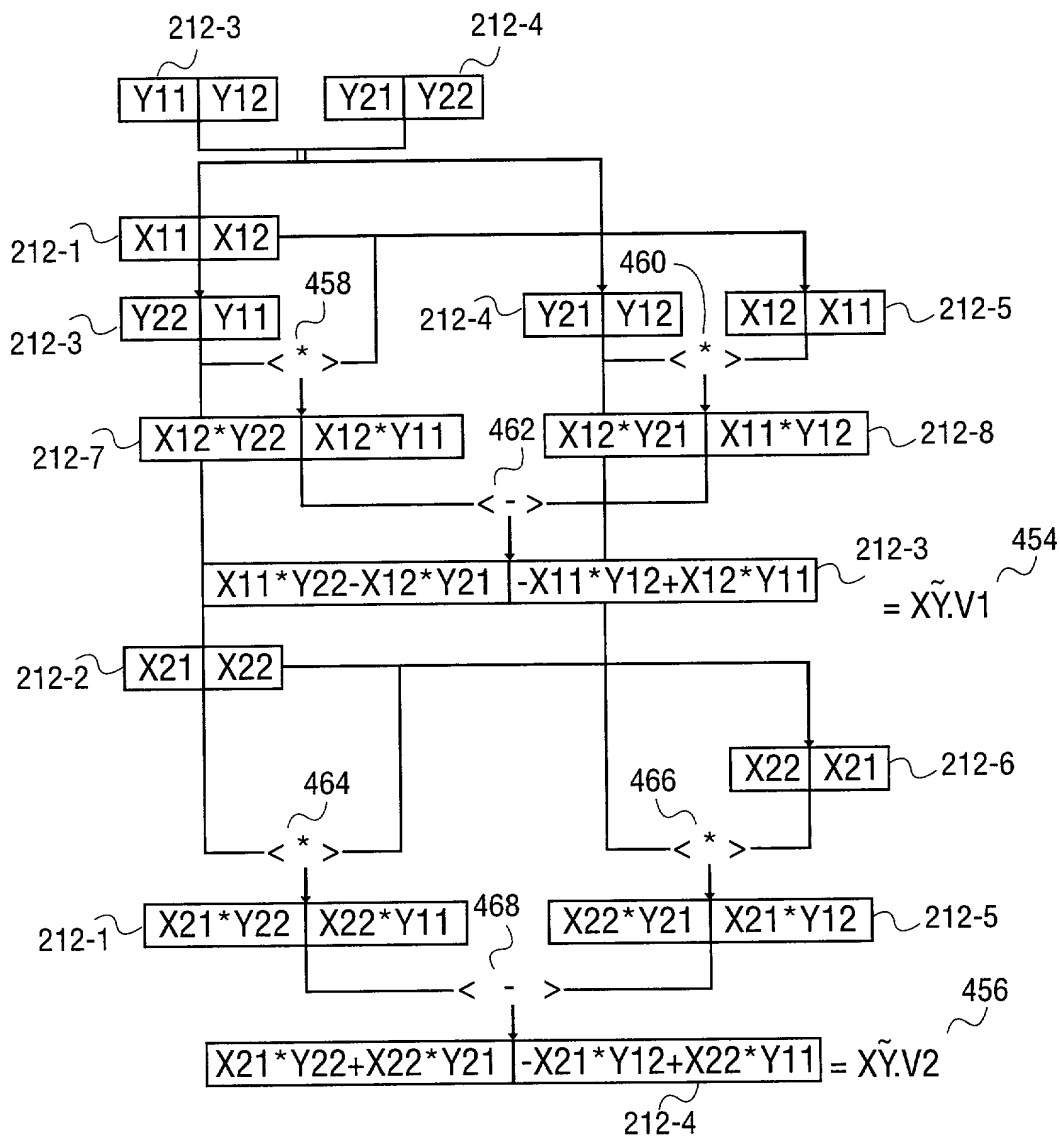 212-3
212-4
Y11 Y12
Y21 Y22
212-1
X11 X12
458
460
212-3
Y22 Y11
212-4
Y21 Y12
X12 X11
212-5
< * >
< * >
212-7
X12*Y22 X12*Y11
462
X12*Y21 X11*Y12
212-8
< - >
X11*Y22-X12*Y21 -X11*Y12+X12*Y11
212-3
454
= XỸ.V1
212-2
X21 X22
X22 X21
212-6
464
466
< * >
< * >
212-1
X21*Y22 X22*Y11
468
X22*Y21 X21*Y12
212-5
< - >
456
X21*Y22+X22*Y21 -X21*Y12+X22*Y11 = XỸ.V2
212-4